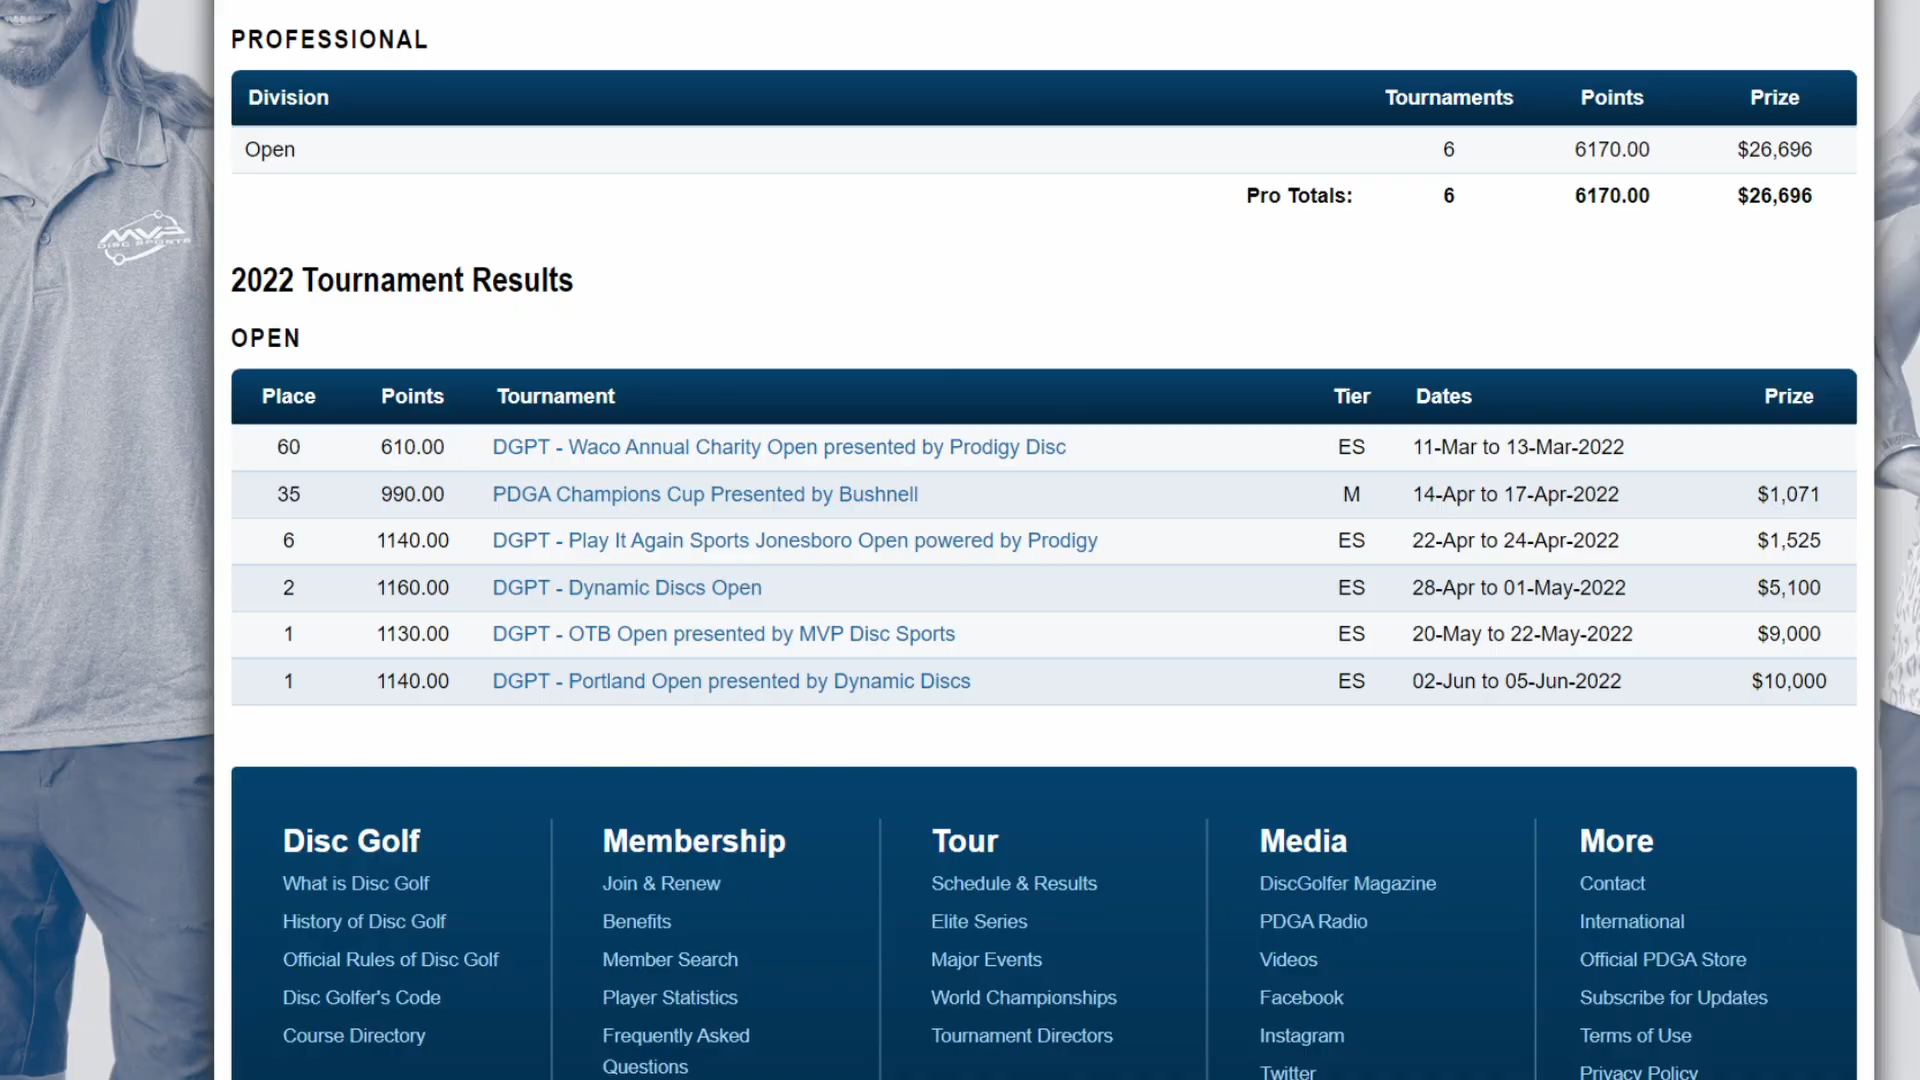 PROFESSIONAL
Division Tournaments Points Prize
Open 6 6170.00 $26,696
Pro Totals: 6 6170.00 $26,696
MVP
DISC SPORTS
2022 Tournament Results
OPEN
Place Points Tournament Tier Dates Prize
60 610.00 DGPT - Waco Annual Charity Open presented by Prodigy Disc ES 11-Mar to 13-Mar-2022
35 990.00 PDGA Champions Cup Presented by Bushnell M 14-Apr to 17-Apr-2022 $1,071
6 1140.00 DGPT - Play It Again Sports Jonesboro Open powered by Prodigy ES 22-Apr to 24-Apr-2022 $1,525
2 1160.00 DGPT - Dynamic Discs Open ES 28-Apr to 01-May-2022 $5,100
1 1130.00 DGPT - OTB Open presented by MVP Disc Sports ES 20-May to 22-May-2022 $9,000
1 1140.00 DGPT - Portland Open presented by Dynamic Discs ES 02-Jun to 05-Jun-2022 $10,000
Disc Golf
What is Disc Golf
History of Disc Golf
Official Rules of Disc Golf
Disc Golfer's Code
Course Directory
Membership
Join & Renew
Benefits
Member Search
Player Statistics
Frequently Asked
Questions
Tour
Schedule & Results
Elite Series
Major Events
World Championships
Tournament Directors
Media
DiscGolfer Magazine
PDGA Radio
Videos
Facebook
Instagram
Twitter
More
Contact
International
Official PDGA Store
Subscribe for Updates
Terms of Use
Privacy Policy